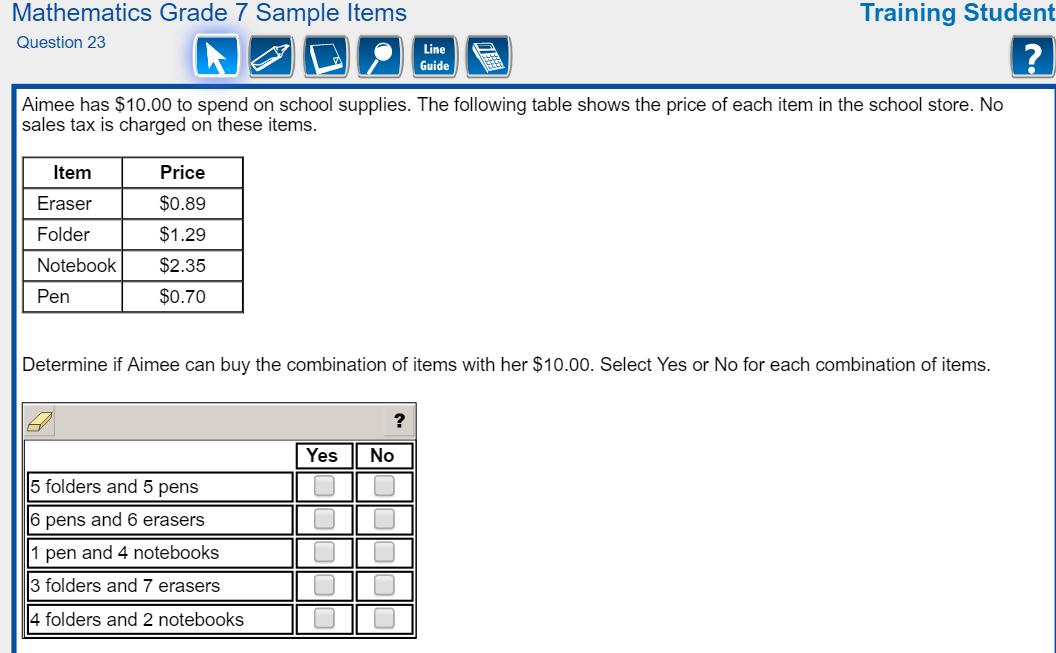 Mathematics Grade 7 Sample Items
Training Student
Question 23
Line
Guide
?
Aimee has $10.00 to spend on school supplies. The following table shows the price of each item in the school store. No
sales tax is charged on these items.
Item Price
Eraser $0.89
Folder $1.29
Notebook $2.35
Pen $0.70
Determine if Aimee can buy the combination of items with her $10.00. Select Yes or No for each combination of items.
?
Yes No
5 folders and 5 pens
6 pens and 6 erasers
1 pen and 4 notebooks
3 folders and 7 erasers
4 folders and 2 notebooks